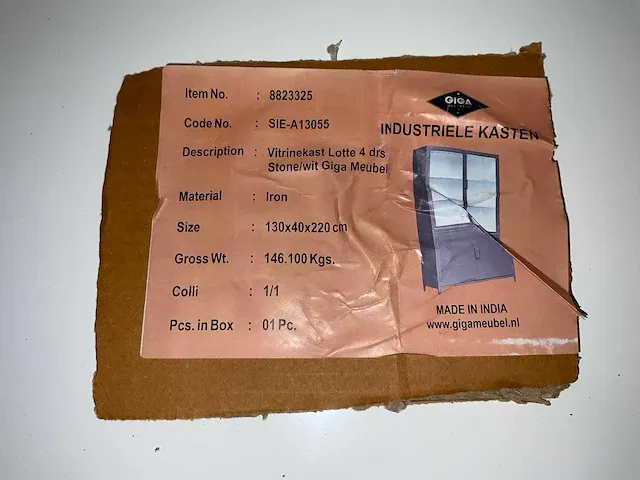 Item No. : 8823325
Code No. : SIE-A13055
Description : Vitrinekast Lotte 4 drs
Stone/wit Giga Meubel
Material : Iron
Size : 130x40x220 cm
Gross Wt. : 146.100 Kgs.
Colli : 1/1
Pcs. in Box : 01 Pc.
GIGA
INDUSTRIELE KASTEN
MADE IN INDIA
www.gigameubel.nl